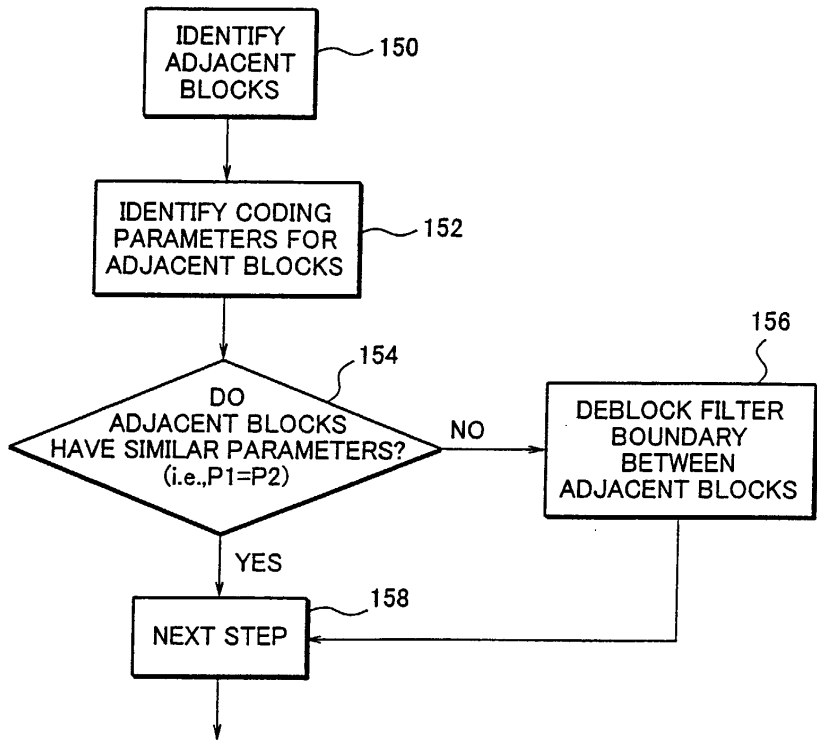 IDENTIFY
ADJACENT
BLOCKS
150
IDENTIFY CODING
PARAMETERS FOR
ADJACENT BLOCKS
152
154
DO
ADJACENT BLOCKS
HAVE SIMILAR PARAMETERS?
(i.e.,P1=P2)
NO
156
DEBLOCK FILTER
BOUNDARY
BETWEEN
ADJACENT BLOCKS
YES
158
NEXT STEP